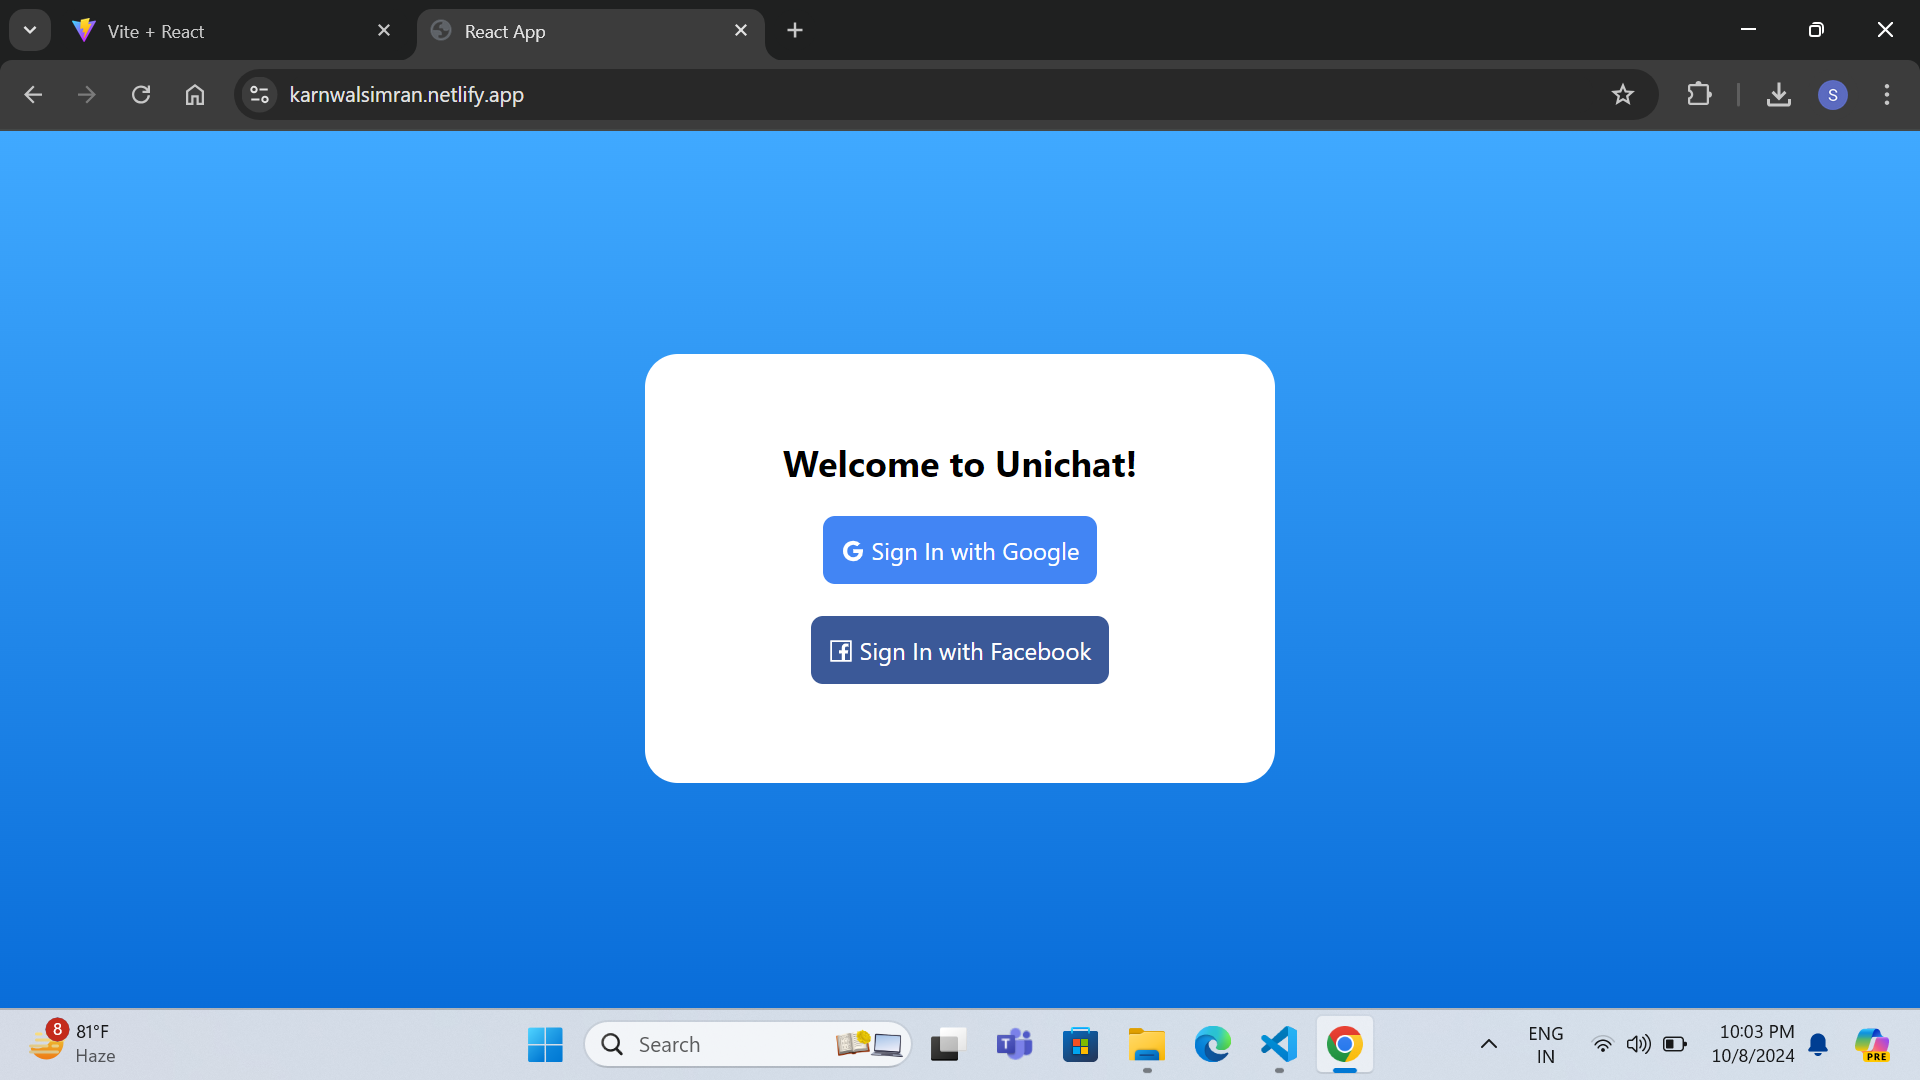 Vite + React
React App
karnwalsimran.netlify.app
S
Welcome to Unichat!
G Sign In with Google
f Sign In with Facebook
8
81°F
Haze
Search
T
ENG
IN
10:03 PM
10/8/2024
PRE